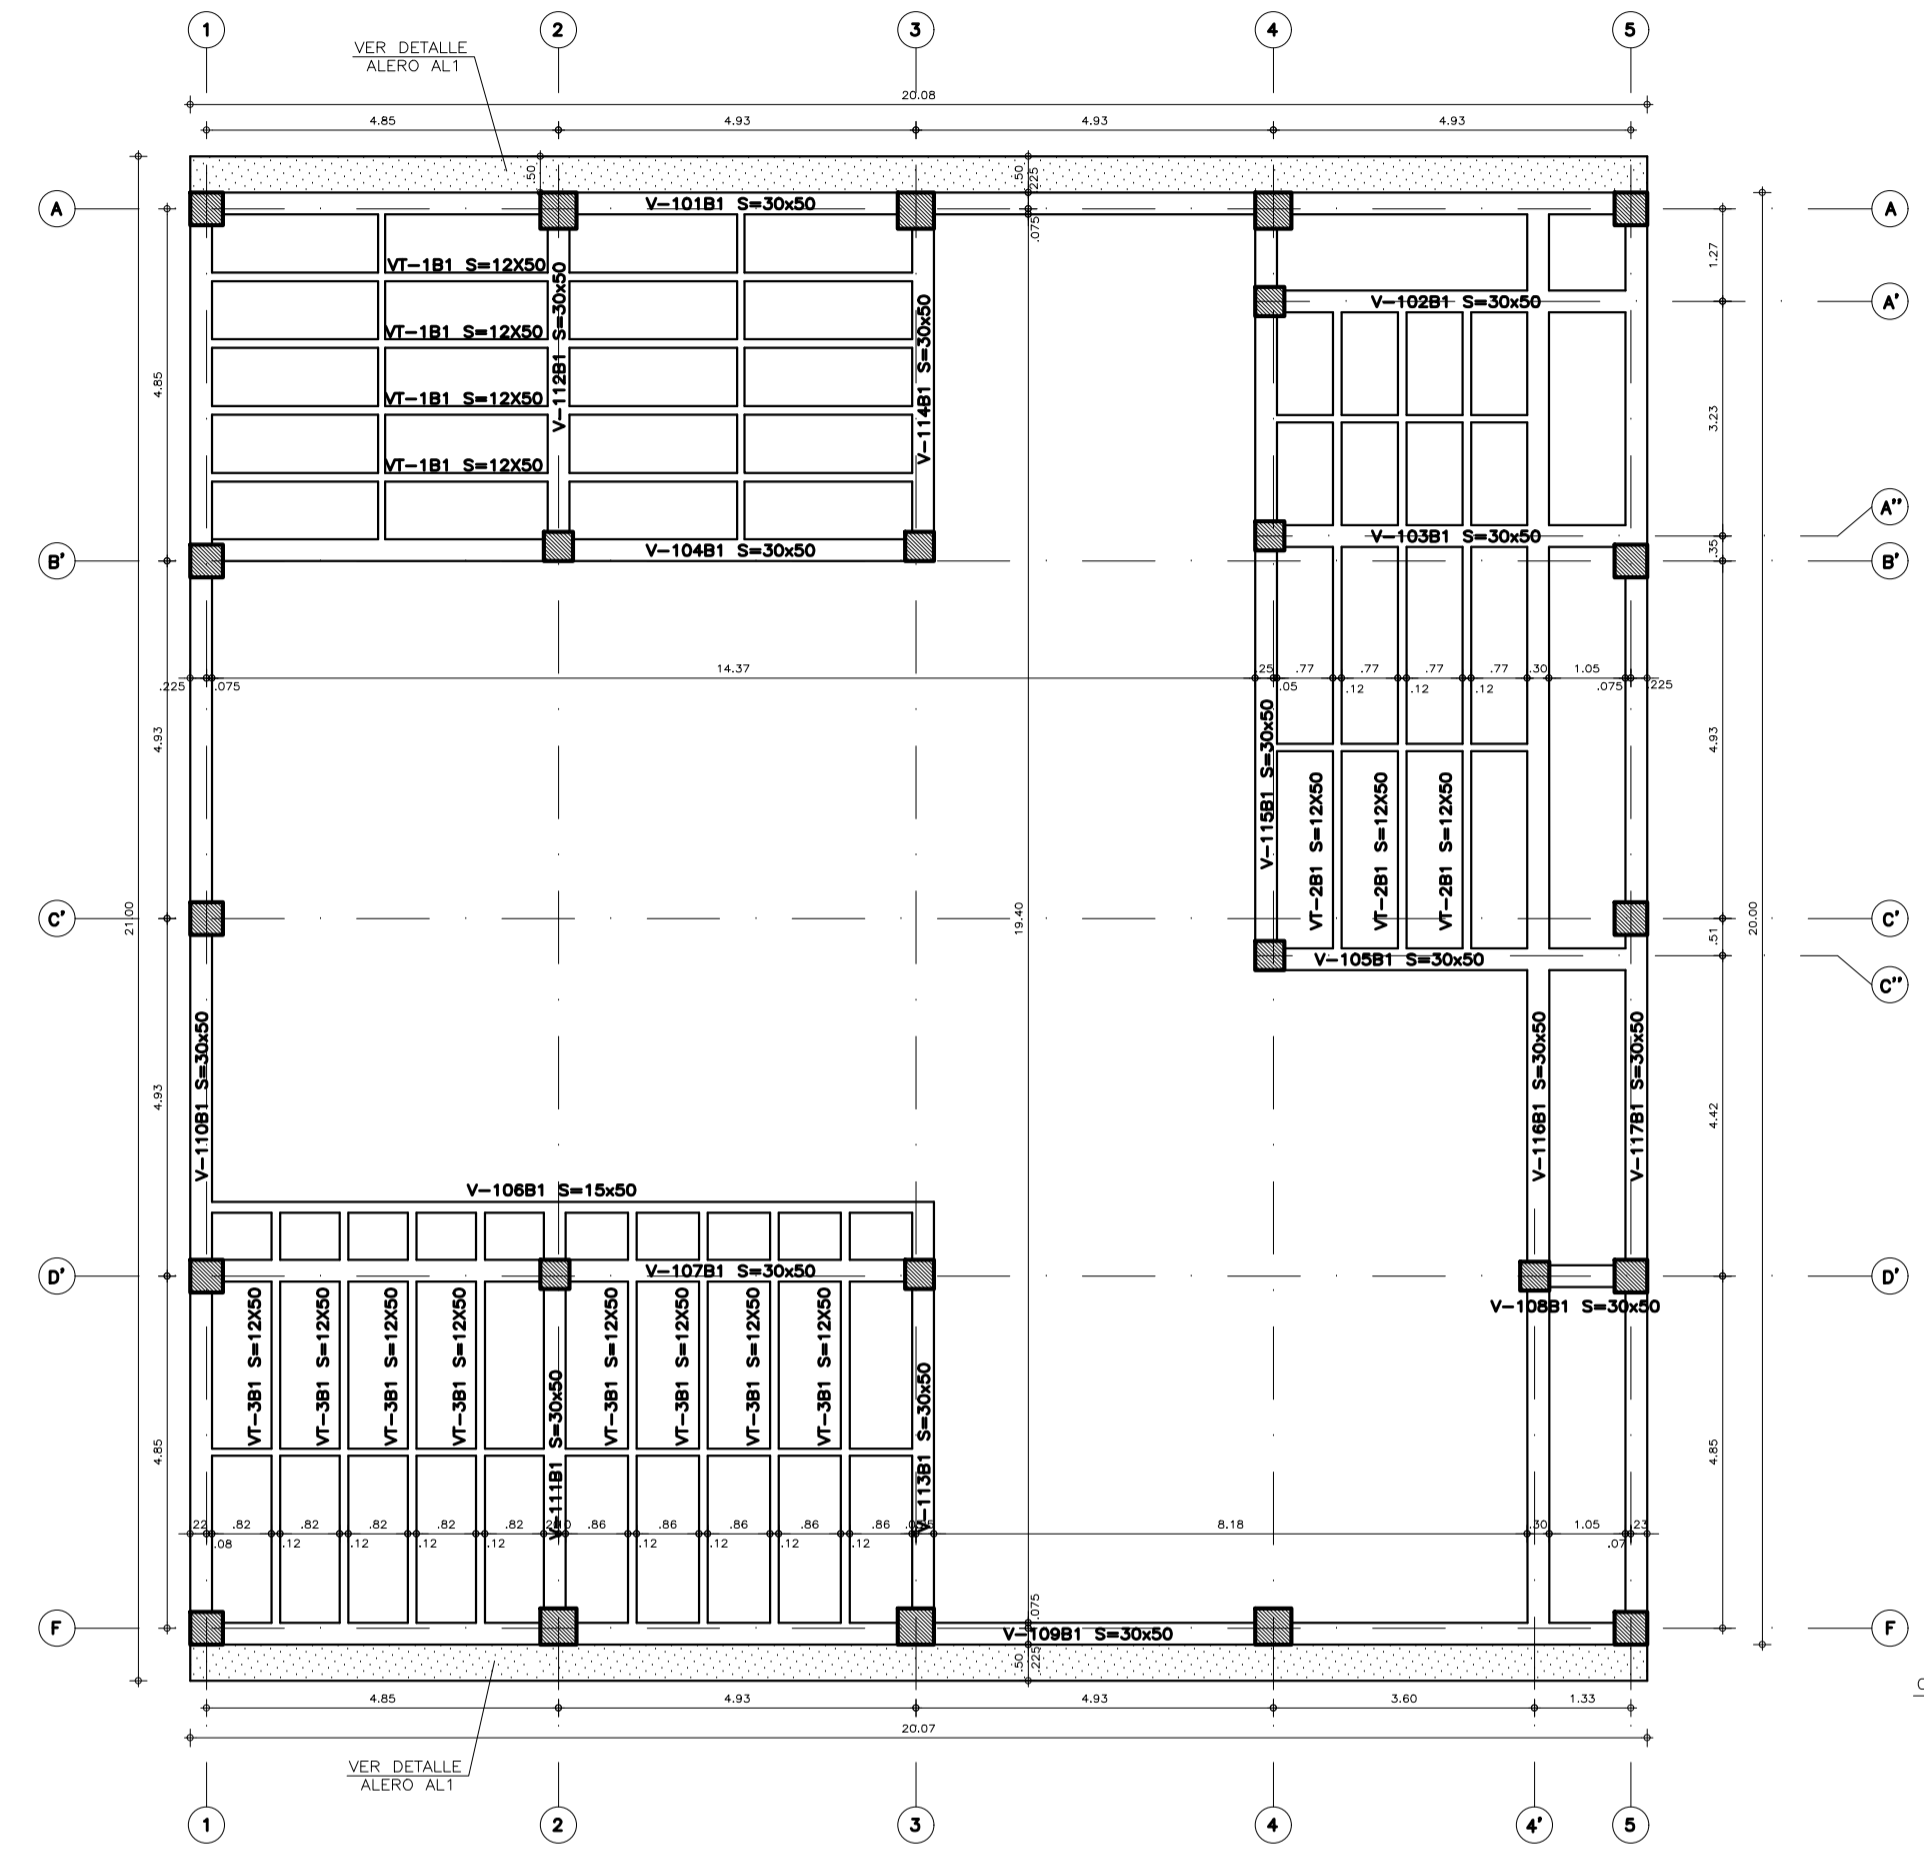 1
2
3
4
5
VER DETALLE
ALERO AL1
20.08
4.85
4.93
4.93
4.93
.50
.50
.225
A
V-101B1 S=30x50
A
.075
1.27
VT-1B1 S=12X50
V-102B1 S=30x50
A'
VT-1B1 S=12X50
V-112B1 S=30x50
V-114B1 S=30x50
4.85
VT-1B1 S=12X50
3.23
VT-1B1 S=12X50
A''
V-103B1 S=30x50
.35
V-104B1 S=30x50
B'
B'
14.37
.25
.77
.77
.77
.77
.30
1.05
.225
.075
.05
.12
.12
.12
.075
.225
4.93
V-115B1 S=30x50
4.93
VT-2B1 S=12X50
VT-2B1 S=12X50
VT-2B1 S=12X50
21.00
C'
19.40
C'
20.00
.51
V-105B1 S=30x50
C''
V-110B1 S=30x50
4.93
V-116B1 S=30x50
V-117B1 S=30x50
4.42
V-106B1 S=15x50
D'
V-107B1 S=30x50
D'
V-108B1 S=30x50
VT-3B1 S=12X50
VT-3B1 S=12X50
VT-3B1 S=12X50
VT-3B1 S=12X50
VT-3B1 S=12X50
VT-3B1 S=12X50
VT-3B1 S=12X50
VT-3B1 S=12X50
V-111B1 S=30x50
V-113B1 S=30x50
4.85
4.85
.22
.82
.82
.82
.82
.82
.86
.86
.86
.86
.86
8.18
.30
1.05
.23
.08
.12
.12
.12
.12
.12
.12
.12
.12
.07
.075
F
V-109B1 S=30x50
F
.50
.225
4.85
4.93
4.93
3.60
1.33
20.07
VER DETALLE
ALERO AL1
1
2
3
4
4'
5